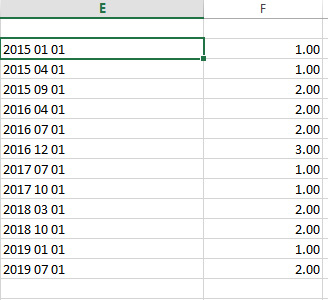 E F
2015 01 01 1.00
2015 04 01 1.00
2015 09 01 2.00
2016 04 01 2.00
2016 07 01 2.00
2016 12 01 3.00
2017 07 01 1.00
2017 10 01 1.00
2018 03 01 2.00
2018 10 01 2.00
2019 01 01 1.00
2019 07 01 2.00